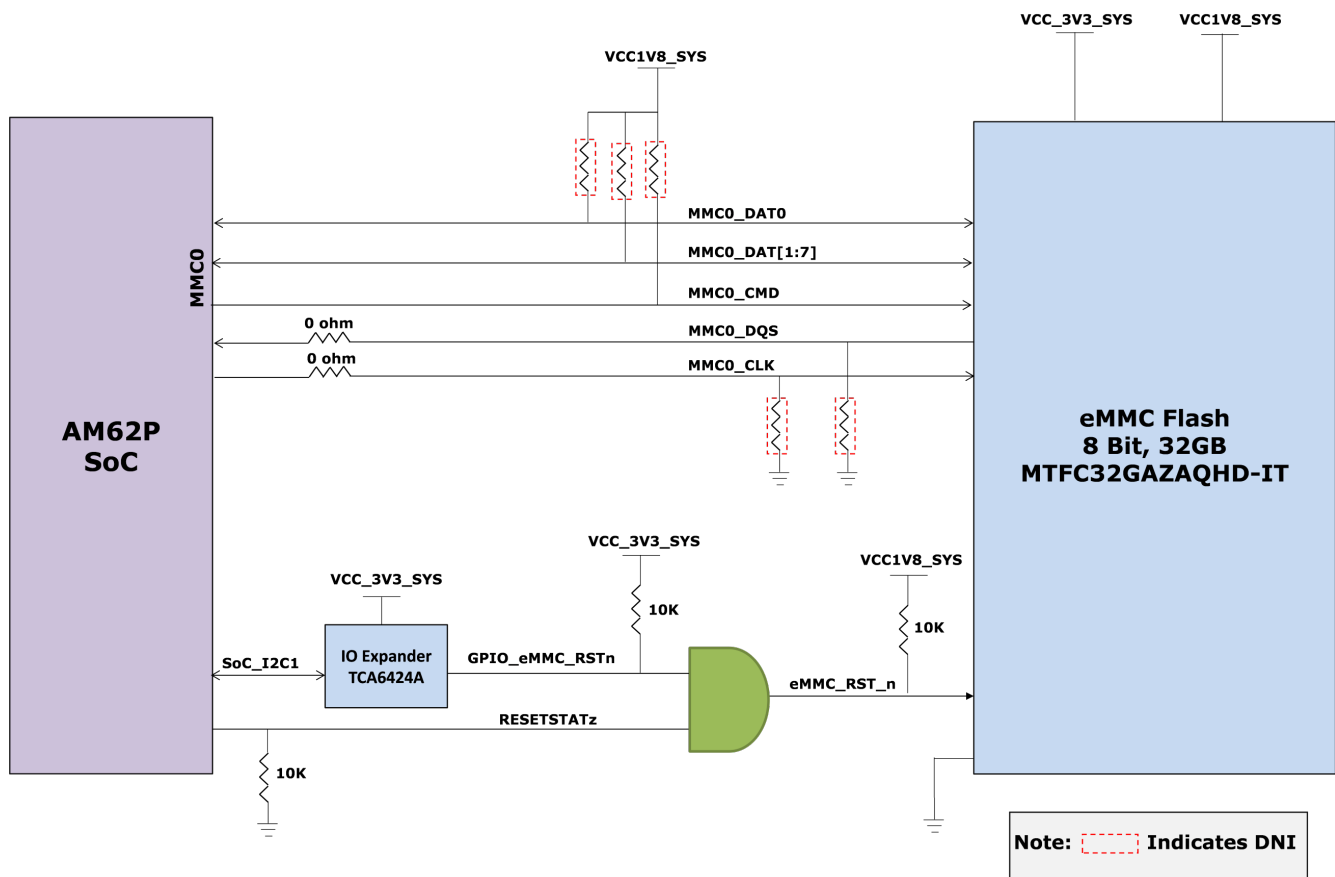 VCC_3V3_SYS
VCC1V8_SYS
VCC1V8_SYS
MMC0_DAT0
MMC0_DAT[1:7]
MMC0
MMC0_CMD
0 ohm
MMC0_DQS
0 ohm
MMC0_CLK
AM62P
SoC
eMMC Flash
8 Bit, 32GB
MTFC32GAZAQHD-IT
VCC_3V3_SYS
VCC1V8_SYS
VCC_3V3_SYS
10K
10K
SoC_I2C1
IO Expander
TCA6424A
GPIO_eMMC_RSTn
eMMC_RST_n
RESETSTATz
10K
Note:
Indicates DNI